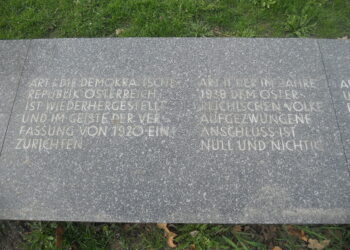 ART. I DIE DEMOKRATISCHE
REPUBLIK ÖSTERREICH
IST WIEDERHERGESTELLT
UND IM GEISTE DER VER-
FASSUNG VON 1920 EIN-
ZURICHTEN
ART. II DER IM JAHRE
1938 DEM ÖSTER-
REICHISCHEN VOLKE
AUFGEZWUNGENE
ANSCHLUSS IST
NULL UND NICHTIG